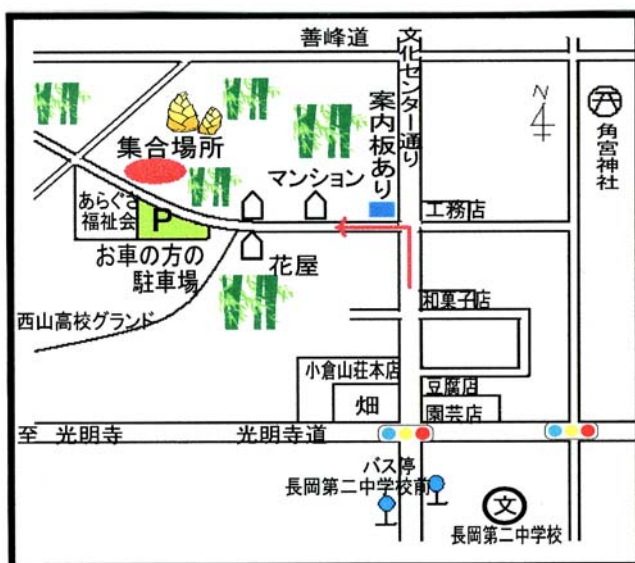 善峰道
文化センター通り
N
角宮神社
案内板あり
集合場所
マンション
あらぐさ
福祉会
P
工務店
お車の方の
駐車場
花屋
和菓子店
西山高校グランド
小倉山荘本店
畑
豆腐店
園芸店
至 光明寺
光明寺道
バス停
長岡第二中学校前
文
長岡第二中学校